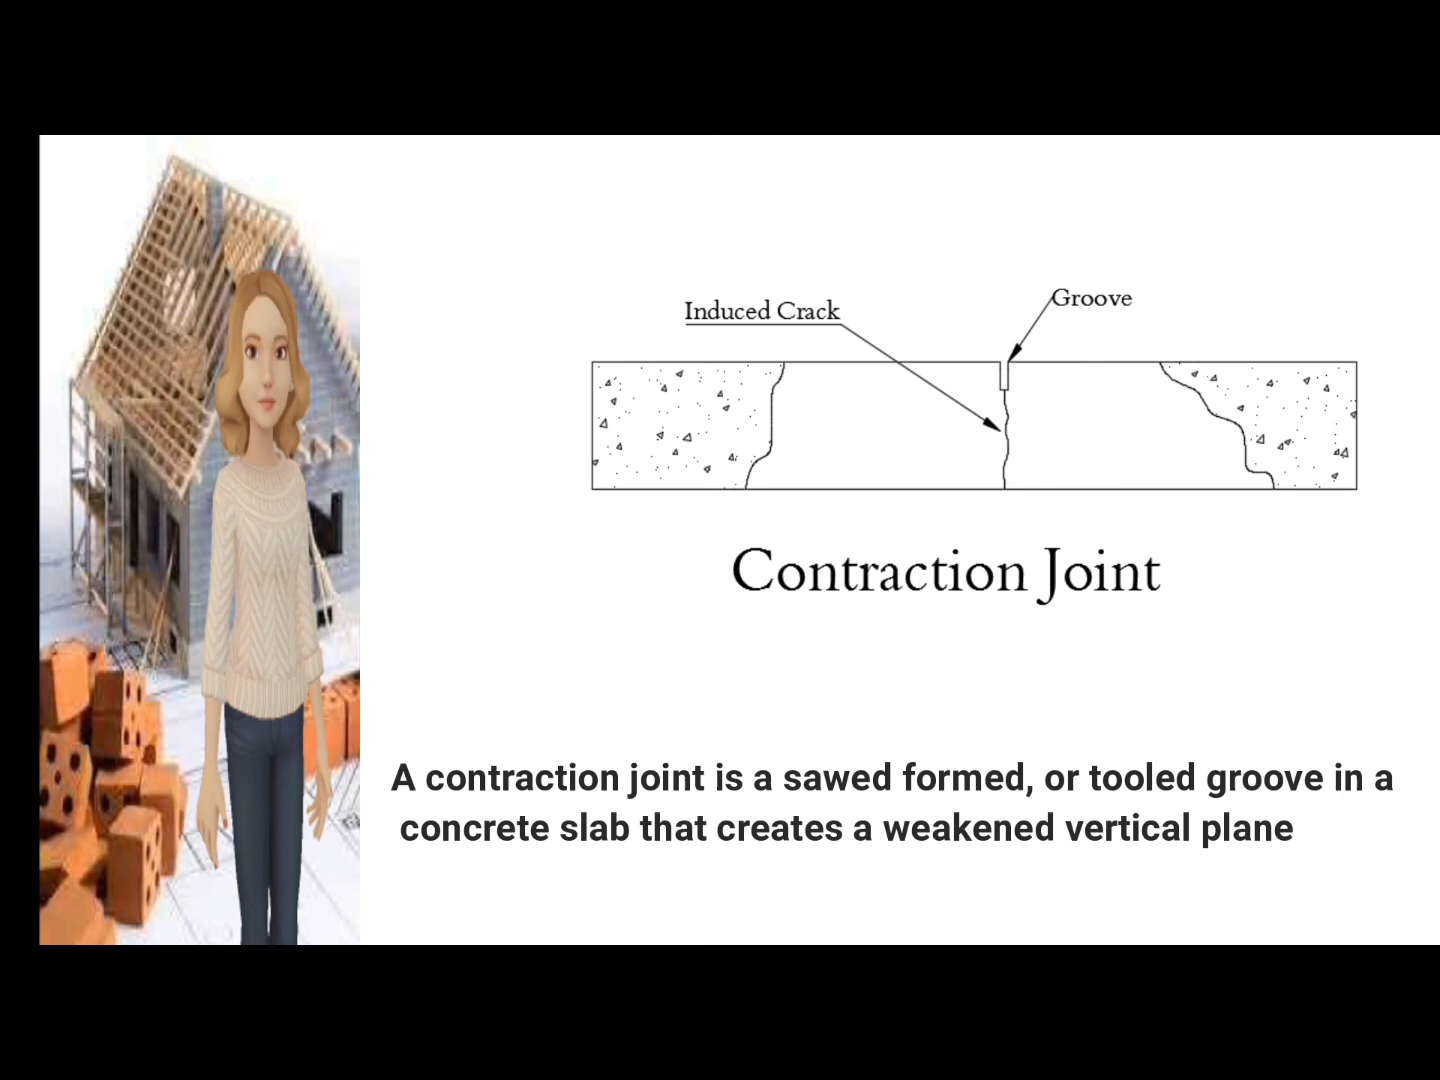 Induced Crack
Groove
Contraction Joint
A contraction joint is a sawed formed, or tooled groove in a
concrete slab that creates a weakened vertical plane